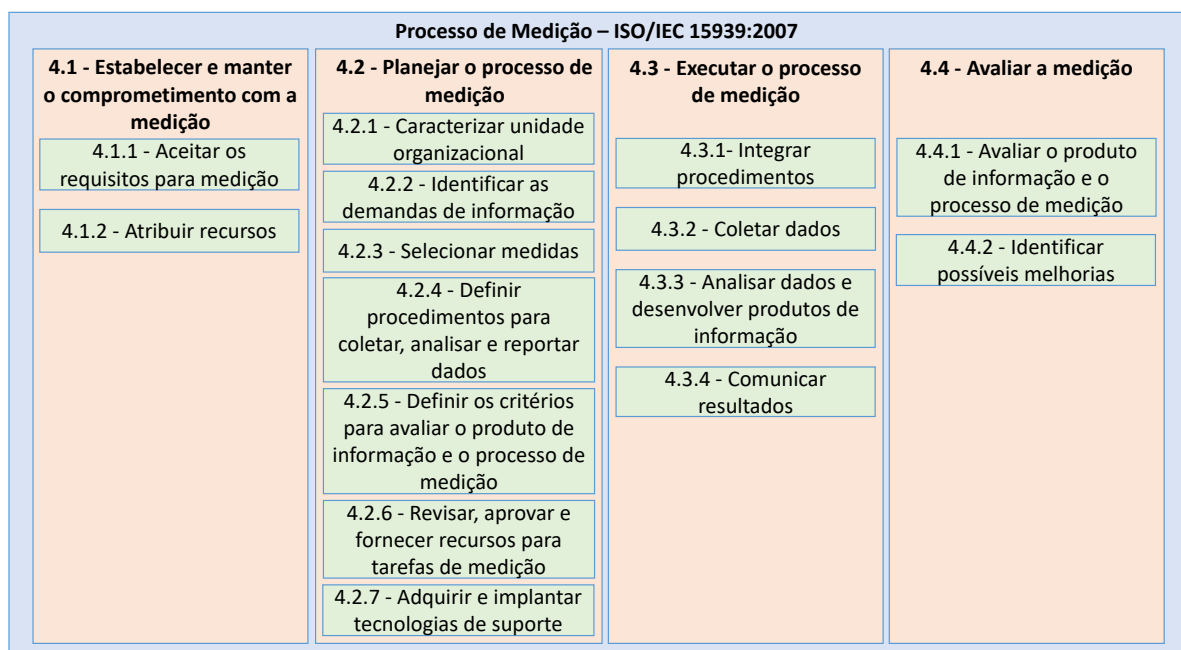 Processo de Medição – ISO/IEC 15939:2007
4.1 - Estabelecer e manter
o comprometimento com a
medição
4.1.1 - Aceitar os
requisitos para medição
4.1.2 - Atribuir recursos
4.2 - Planejar o processo de
medição
4.2.1 - Caracterizar unidade
organizacional
4.2.2 - Identificar as
demandas de informação
4.2.3 - Selecionar medidas
4.2.4 - Definir
procedimentos para
coletar, analisar e reportar
dados
4.2.5 - Definir os critérios
para avaliar o produto de
informação e o processo de
medição
4.2.6 - Revisar, aprovar e
fornecer recursos para
tarefas de medição
4.2.7 - Adquirir e implantar
tecnologias de suporte
4.3 - Executar o processo
de medição
4.3.1- Integrar
procedimentos
4.3.2 - Coletar dados
4.3.3 - Analisar dados e
desenvolver produtos de
informação
4.3.4 - Comunicar
resultados
4.4 - Avaliar a medição
4.4.1 - Avaliar o produto
de informação e o
processo de medição
4.4.2 - Identificar
possíveis melhorias